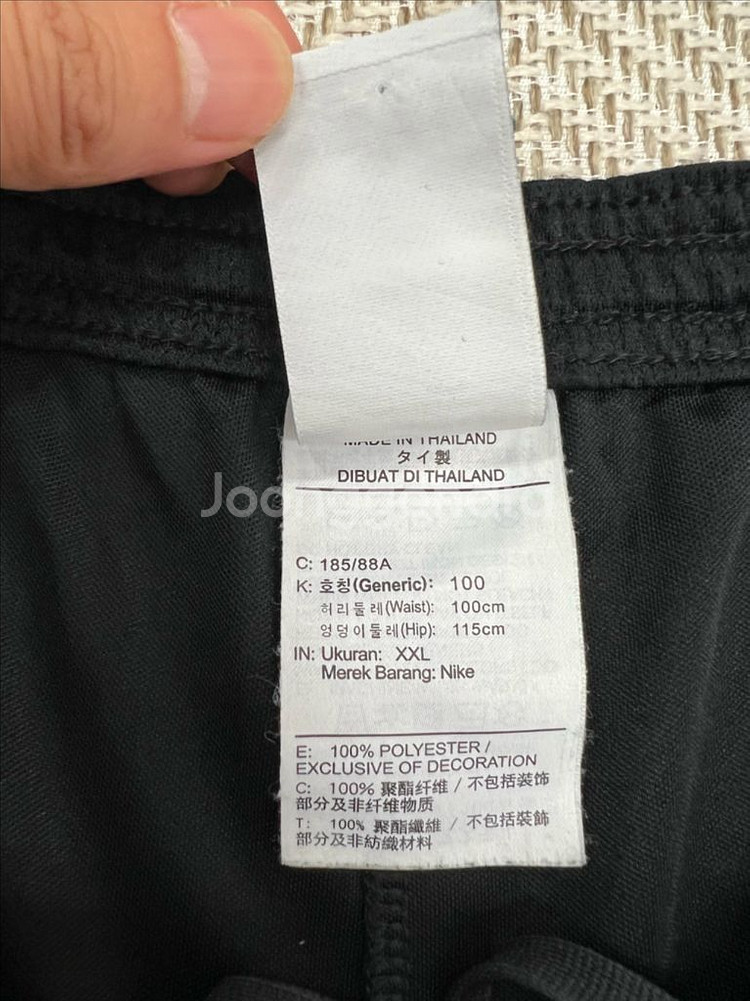 MADE IN THAILAND
タイ製
DIBUAT DI THAILAND
C: 185/88A
K: 호칭(Generic): 100
허리둘레(Waist): 100cm
엉덩이둘레(Hip): 115cm
IN: Ukuran: XXL
Merek Barang: Nike
E: 100% POLYESTER /
EXCLUSIVE OF DECORATION
C: 100% 聚酯纤维 / 不包括装饰
部分及非纤维物质
T: 100% 聚酯纖維 / 不包括裝飾
部分及非紡織材料